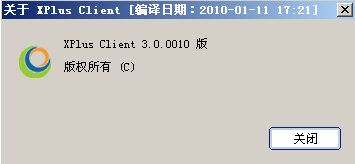 关于 XPlus Client [编译日期：2010-01-11 17:21]
XPlus Client 3.0.0010 版
版权所有 (C)
关闭